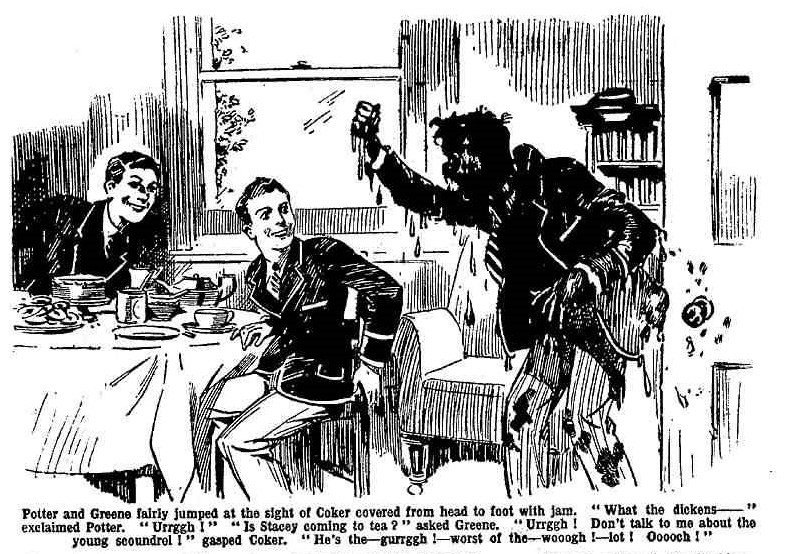 Potter and Greene fairly jumped at the sight of Coker covered from head to foot with jam. "What the dickens——"
exclaimed Potter. "Urrggh!" "Is Stacey coming to tea?" asked Greene. "Urrggh! Don't talk to me about the
young scoundrel!" gasped Coker. "He's the—gurrggh!—worst of the—wooogh!—lot! Ooooch!"